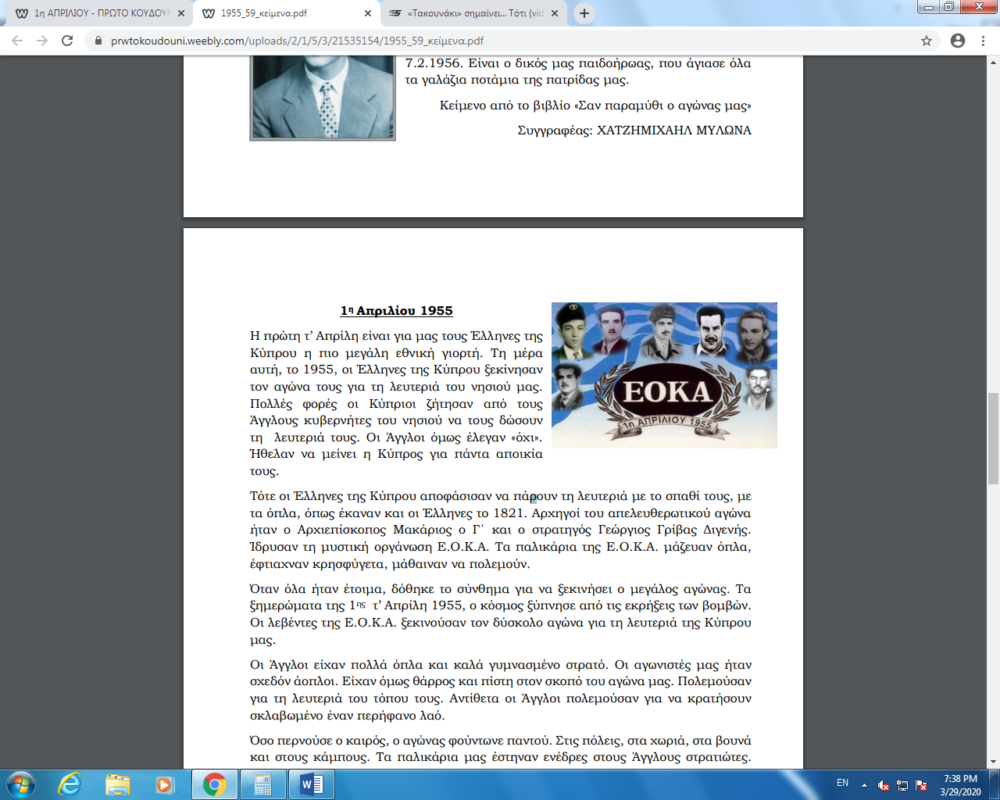 1η ΑΠΡΙΛΙΟΥ - ΠΡΩΤΟ ΚΟΥΔΟΥΝ
1955_59_κείμενα.pdf
«Τακουνάκι» σημαίνει... Τότι (vid
prwtokoudouni.weebly.com/uploads/2/1/5/3/21535154/1955_59_κείμενα.pdf
7.2.1956. Είναι ο δικός μας παιδοήρωας, που άγιασε όλα
τα γαλάζια ποτάμια της πατρίδας μας.
Κείμενο από το βιβλίο «Σαν παραμύθι ο αγώνας μας»
Συγγραφέας: ΧΑΤΖΗΜΙΧΑΗΛ ΜΥΛΩΝΑ
1η Απριλίου 1955
Η πρώτη τ’ Απρίλη είναι για μας τους Έλληνες της
Κύπρου η πιο μεγάλη εθνική γιορτή. Τη μέρα
αυτή, το 1955, οι Έλληνες της Κύπρου ξεκίνησαν
τον αγώνα τους για τη λευτεριά του νησιού μας.
Πολλές φορές οι Κύπριοι ζήτησαν από τους
Άγγλους κυβερνήτες του νησιού να τους δώσουν
τη λευτεριά τους. Οι Άγγλοι όμως έλεγαν «όχι».
Ήθελαν να μείνει η Κύπρος για πάντα αποικία
τους.
ΕΟΚΑ
1η ΑΠΡΙΛΙΟΥ 1955
Τότε οι Έλληνες της Κύπρου αποφάσισαν να πάρουν τη λευτεριά με το σπαθί τους, με
τα όπλα, όπως έκαναν και οι Έλληνες το 1821. Αρχηγοί του απελευθερωτικού αγώνα
ήταν ο Αρχιεπίσκοπος Μακάριος ο Γ΄ και ο στρατηγός Γεώργιος Γρίβας Διγενής.
Ίδρυσαν τη μυστική οργάνωση Ε.Ο.Κ.Α. Τα παλικάρια της Ε.Ο.Κ.Α. μάζευαν όπλα,
έφτιαχναν κρησφύγετα, μάθαιναν να πολεμούν.
Όταν όλα ήταν έτοιμα, δόθηκε το σύνθημα για να ξεκινήσει ο μεγάλος αγώνας. Τα
ξημερώματα της 1ης τ’ Απρίλη 1955, ο κόσμος ξύπνησε από τις εκρήξεις των βομβών.
Οι λεβέντες της Ε.Ο.Κ.Α. ξεκινούσαν τον δύσκολο αγώνα για τη λευτεριά της Κύπρου
μας.
Οι Άγγλοι είχαν πολλά όπλα και καλά γυμνασμένο στρατό. Οι αγωνιστές μας ήταν
σχεδόν άοπλοι. Είχαν όμως θάρρος και πίστη στον σκοπό του αγώνα μας. Πολεμούσαν
για τη λευτεριά του τόπου τους. Αντίθετα οι Άγγλοι πολεμούσαν για να κρατήσουν
σκλαβωμένο έναν περήφανο λαό.
Όσο περνούσε ο καιρός, ο αγώνας φούντωνε παντού. Στις πόλεις, στα χωριά, στα βουνά
και στους κάμπους. Τα παλικάρια μας έστηναν ενέδρες στους Άγγλους στρατιώτες.
EN
7:38 PM
3/29/2020